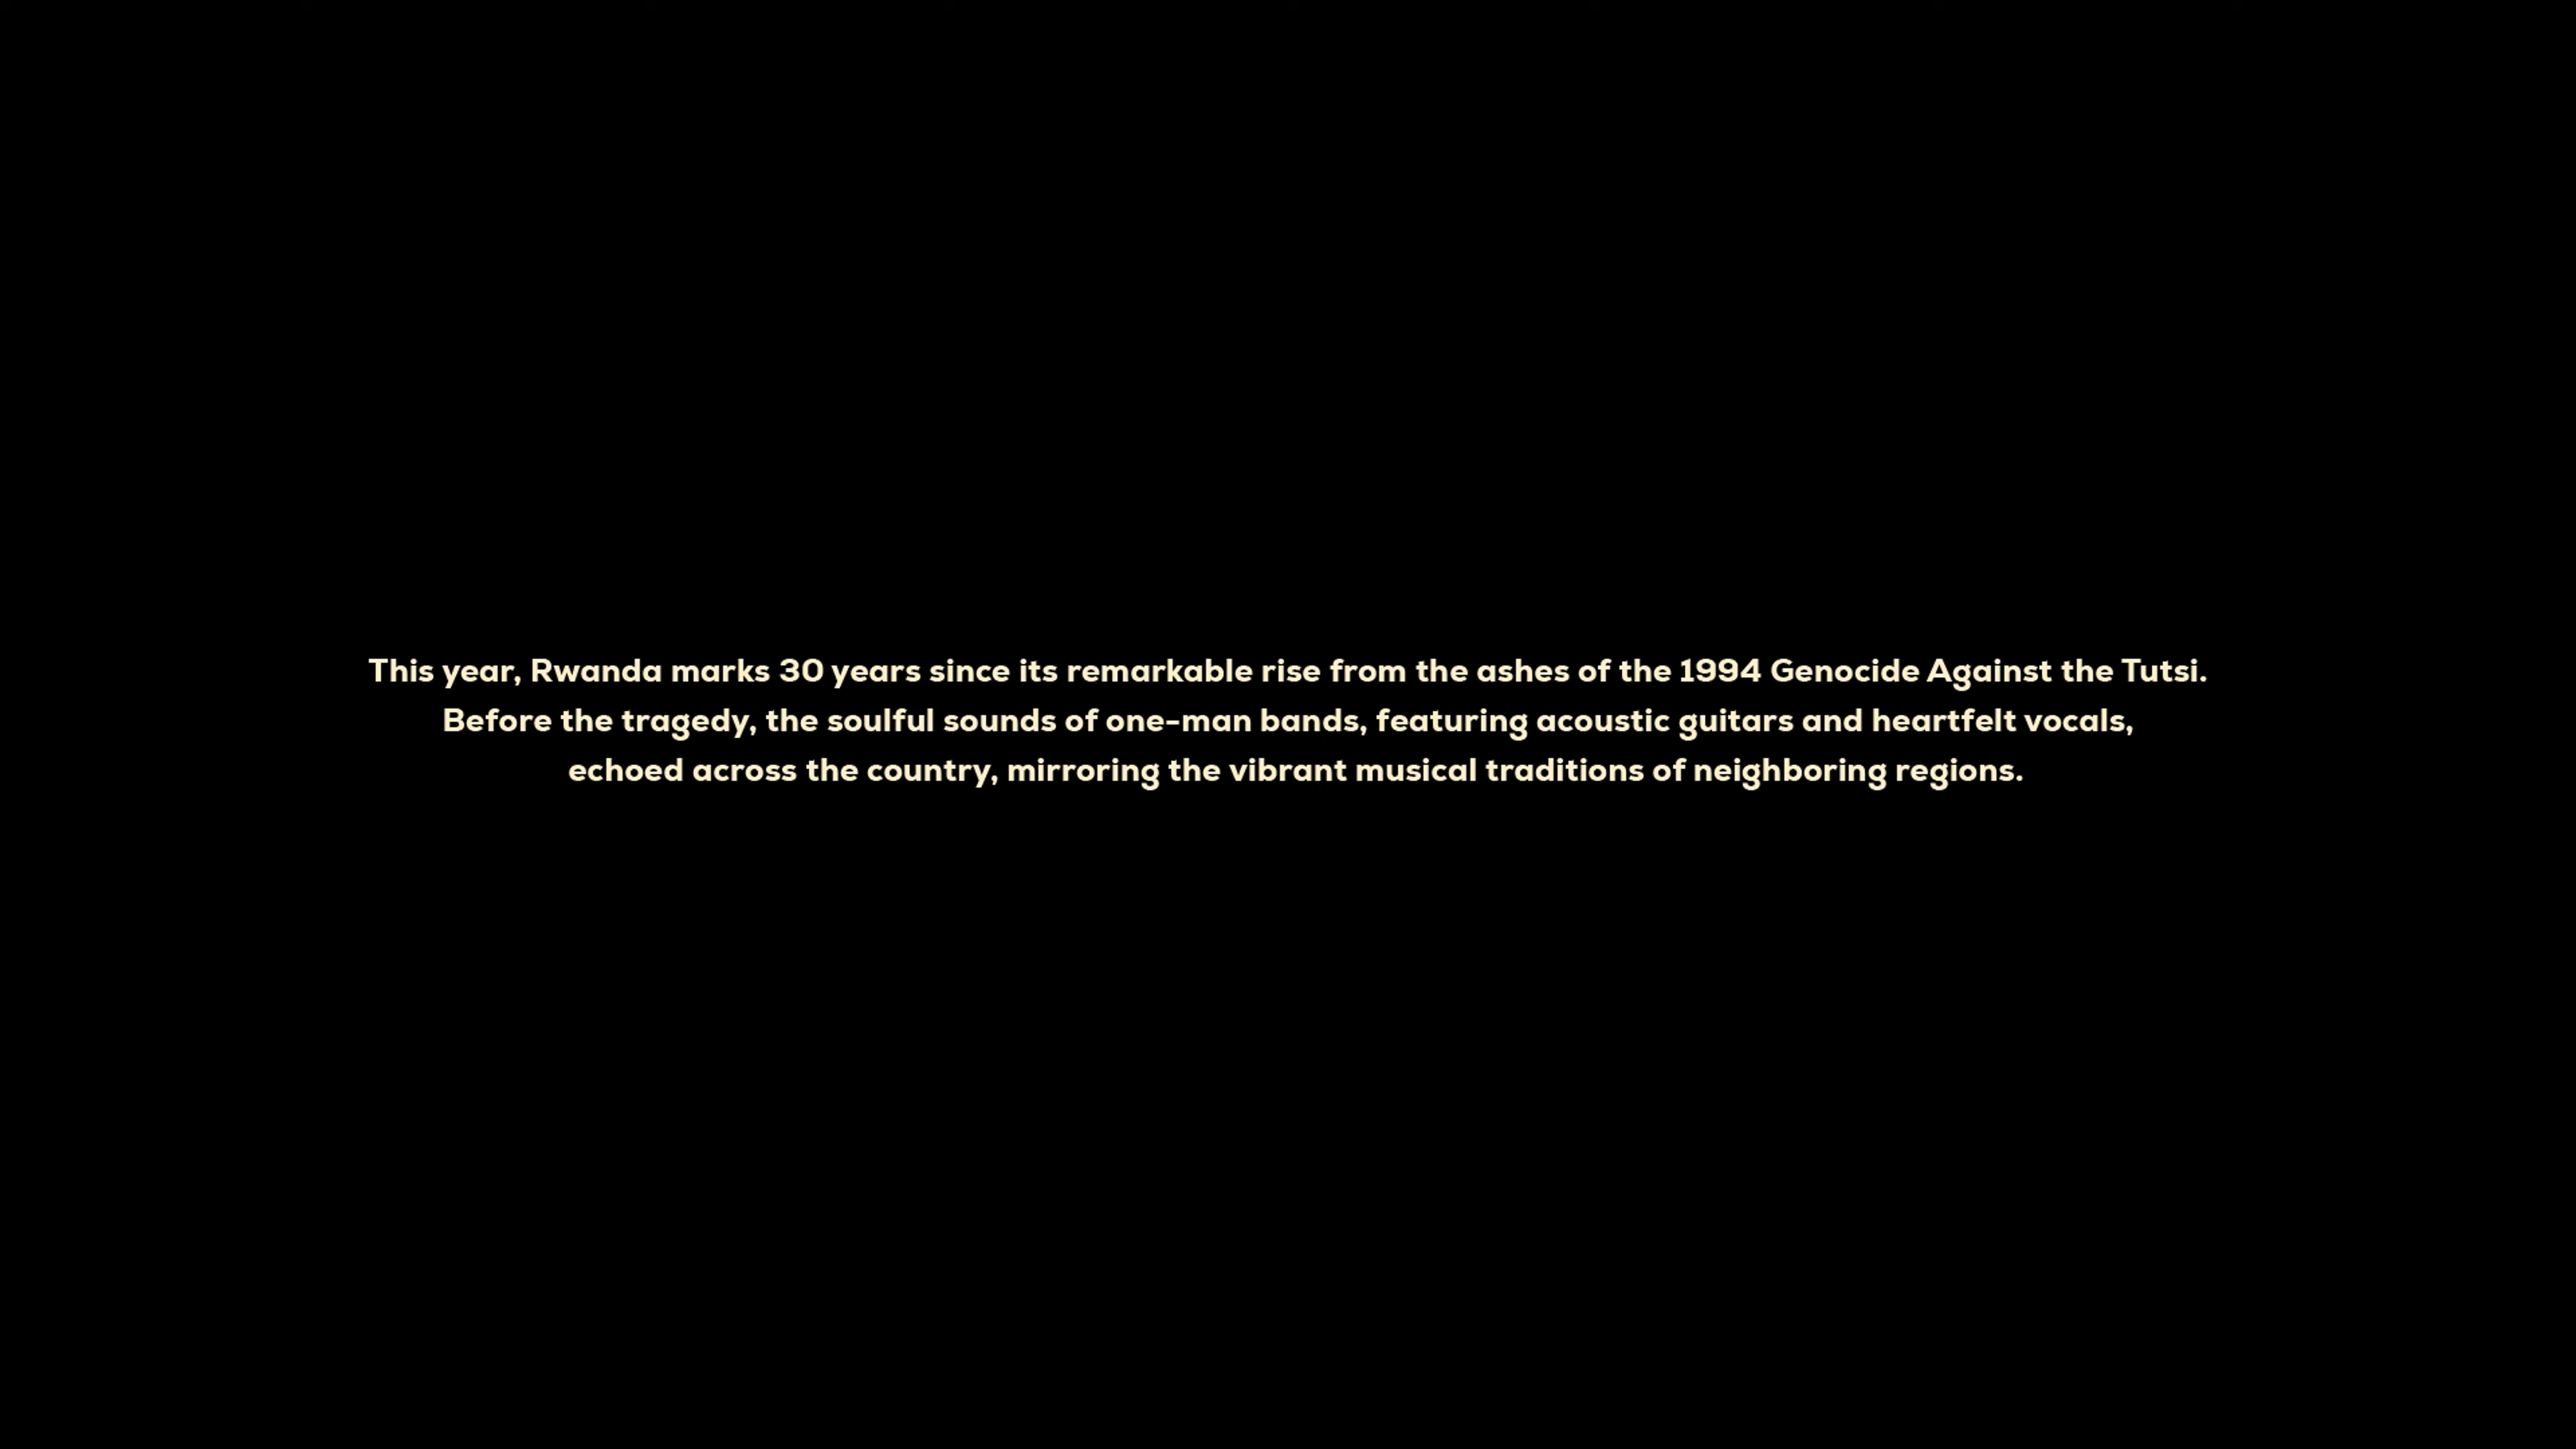 This year, Rwanda marks 30 years since its remarkable rise from the ashes of the 1994 Genocide Against the Tutsi.
Before the tragedy, the soulful sounds of one-man bands, featuring acoustic guitars and heartfelt vocals,
echoed across the country, mirroring the vibrant musical traditions of neighboring regions.